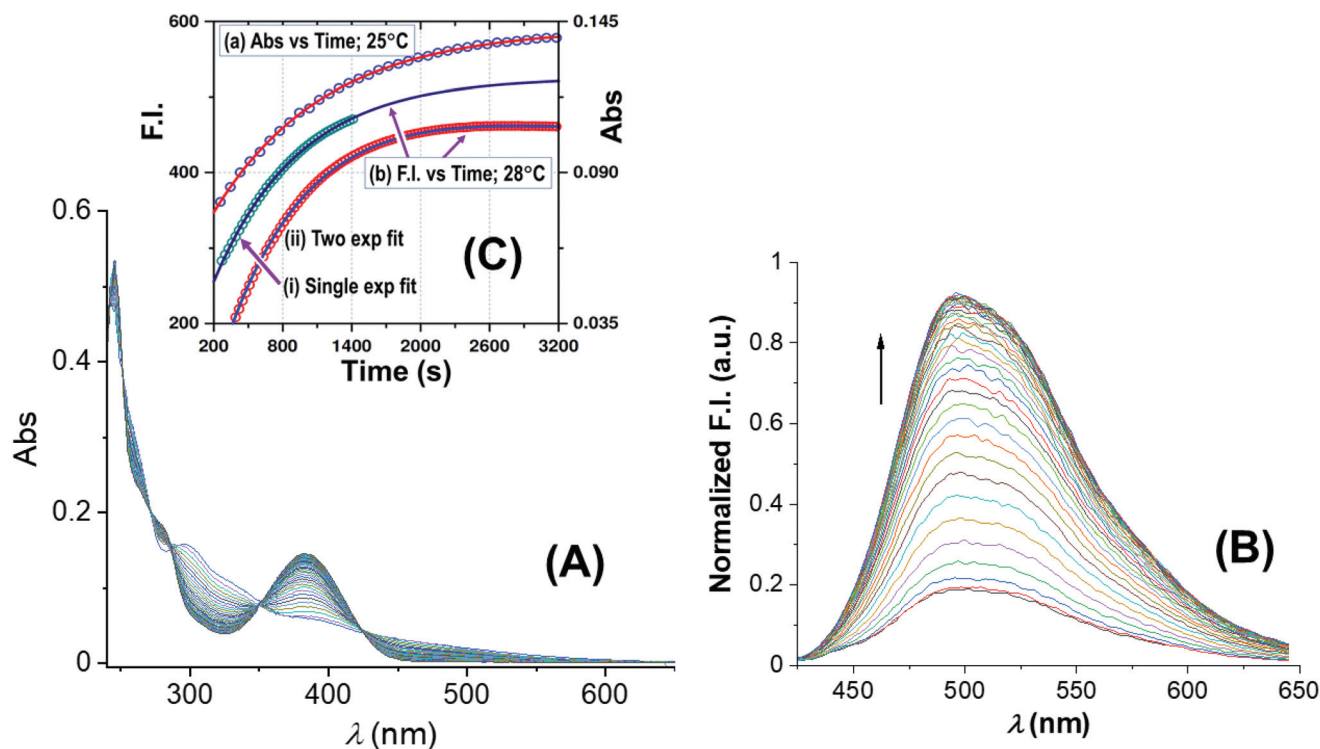 600
400
200
F.I.
(a) Abs vs Time; 25°C
(b) F.I. vs Time; 28°C
(ii) Two exp fit
(i) Single exp fit
(C)
0.145
0.090
0.035
Abs
200 800 1400 2000 2600 3200
Time (s)
0.6
0.4
0.2
0
Abs
(A)
300 400 500 600
λ (nm)
1
0.8
0.6
0.4
0.2
0
Normalized F.I. (a.u.)
(B)
450 500 550 600 650
λ (nm)